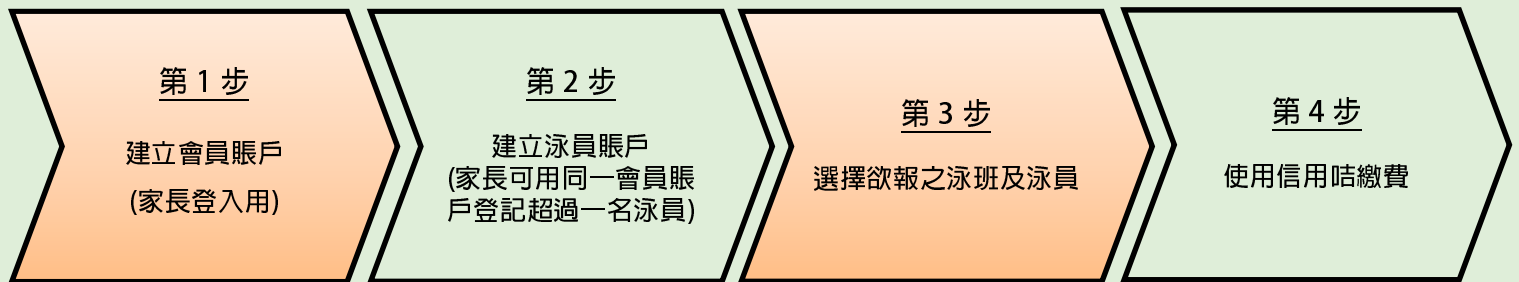 第 1 步
建立會員賬戶
(家長登入用)
第 2 步
建立泳員賬戶
(家長可用同一會員賬
戶登記超過一名泳員)
第 3 步
選擇欲報之泳班及泳員
第 4 步
使用信用咭繳費